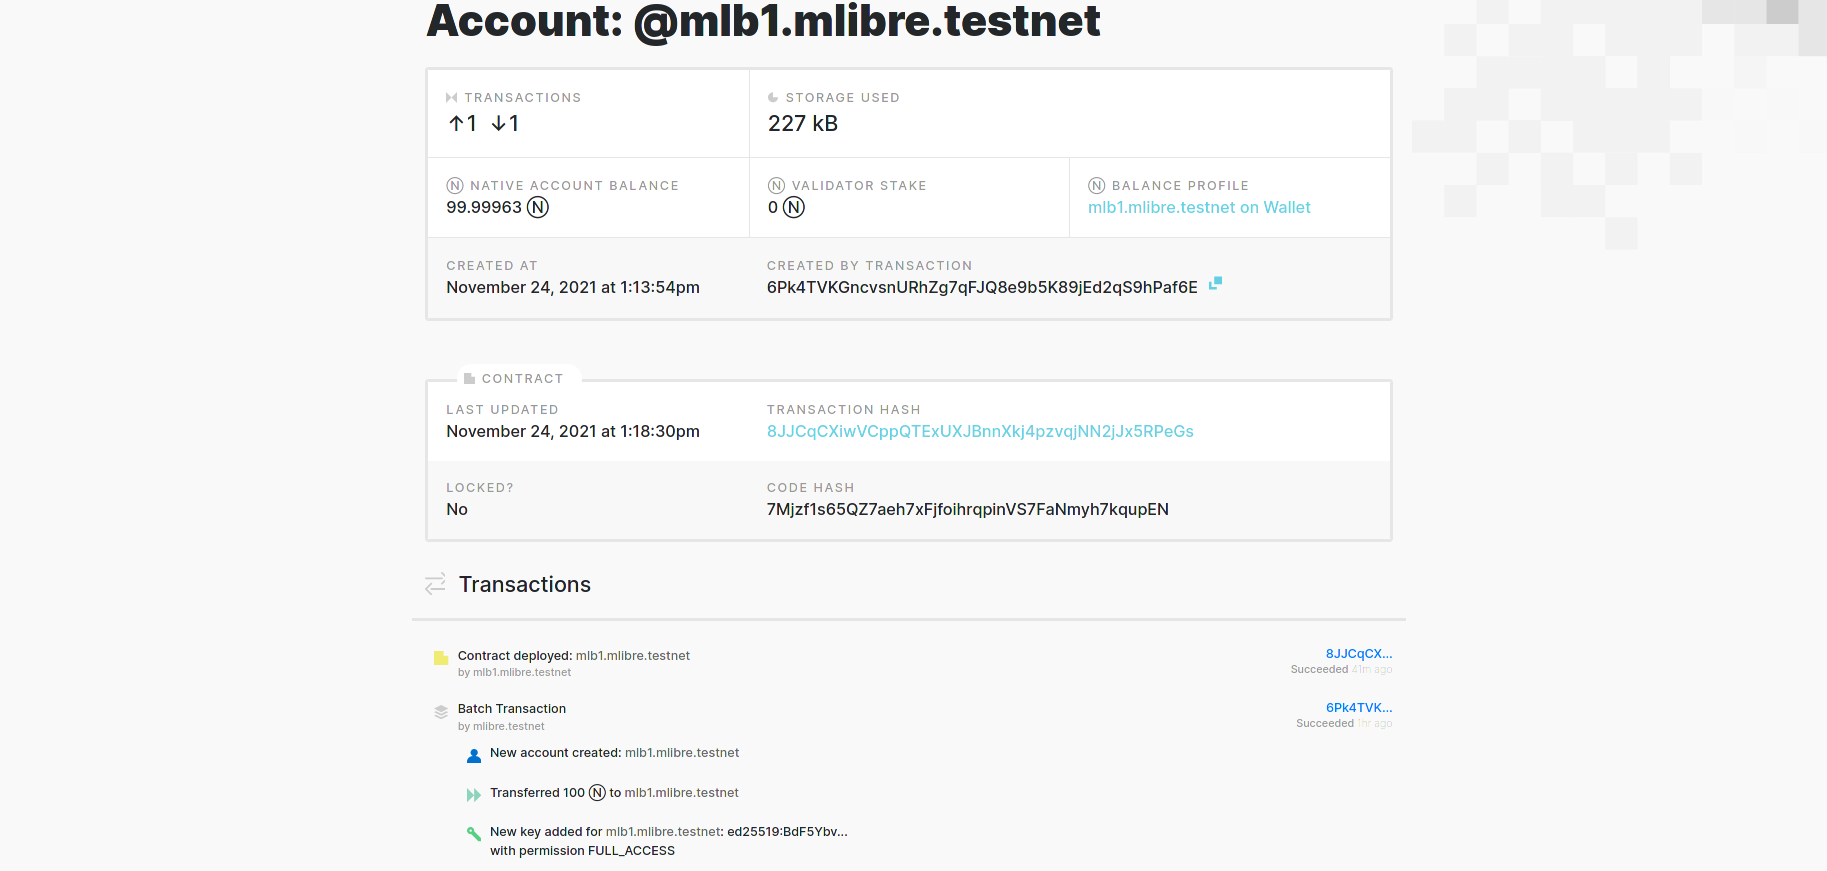 Account: @mlb1.mlibre.testnet
TRANSACTIONS
↑1 ↓1
STORAGE USED
227 kB
NATIVE ACCOUNT BALANCE
99.99963 Ⓝ
VALIDATOR STAKE
0 Ⓝ
BALANCE PROFILE
mlb1.mlibre.testnet on Wallet
CREATED AT
November 24, 2021 at 1:13:54pm
CREATED BY TRANSACTION
6Pk4TVKGncvsnURhZg7qFJQ8e9b5K89jEd2qS9hPaf6E
CONTRACT
LAST UPDATED
November 24, 2021 at 1:18:30pm
TRANSACTION HASH
8JJCqCXiwVCppQTExUXJBnnXkj4pzvqjNN2jJx5RPeGs
LOCKED?
No
CODE HASH
7Mjzf1s65QZ7aeh7xFjfoihrqpinVS7FaNmyh7kqupEN
Transactions
Contract deployed: mlb1.mlibre.testnet
by mlb1.mlibre.testnet
8JJCqCX...
Succeeded 41m ago
Batch Transaction
by mlibre.testnet
6Pk4TVK...
Succeeded 1hr ago
New account created: mlb1.mlibre.testnet
Transferred 100 Ⓝ to mlb1.mlibre.testnet
New key added for mlb1.mlibre.testnet: ed25519:BdF5Ybv...
with permission FULL_ACCESS